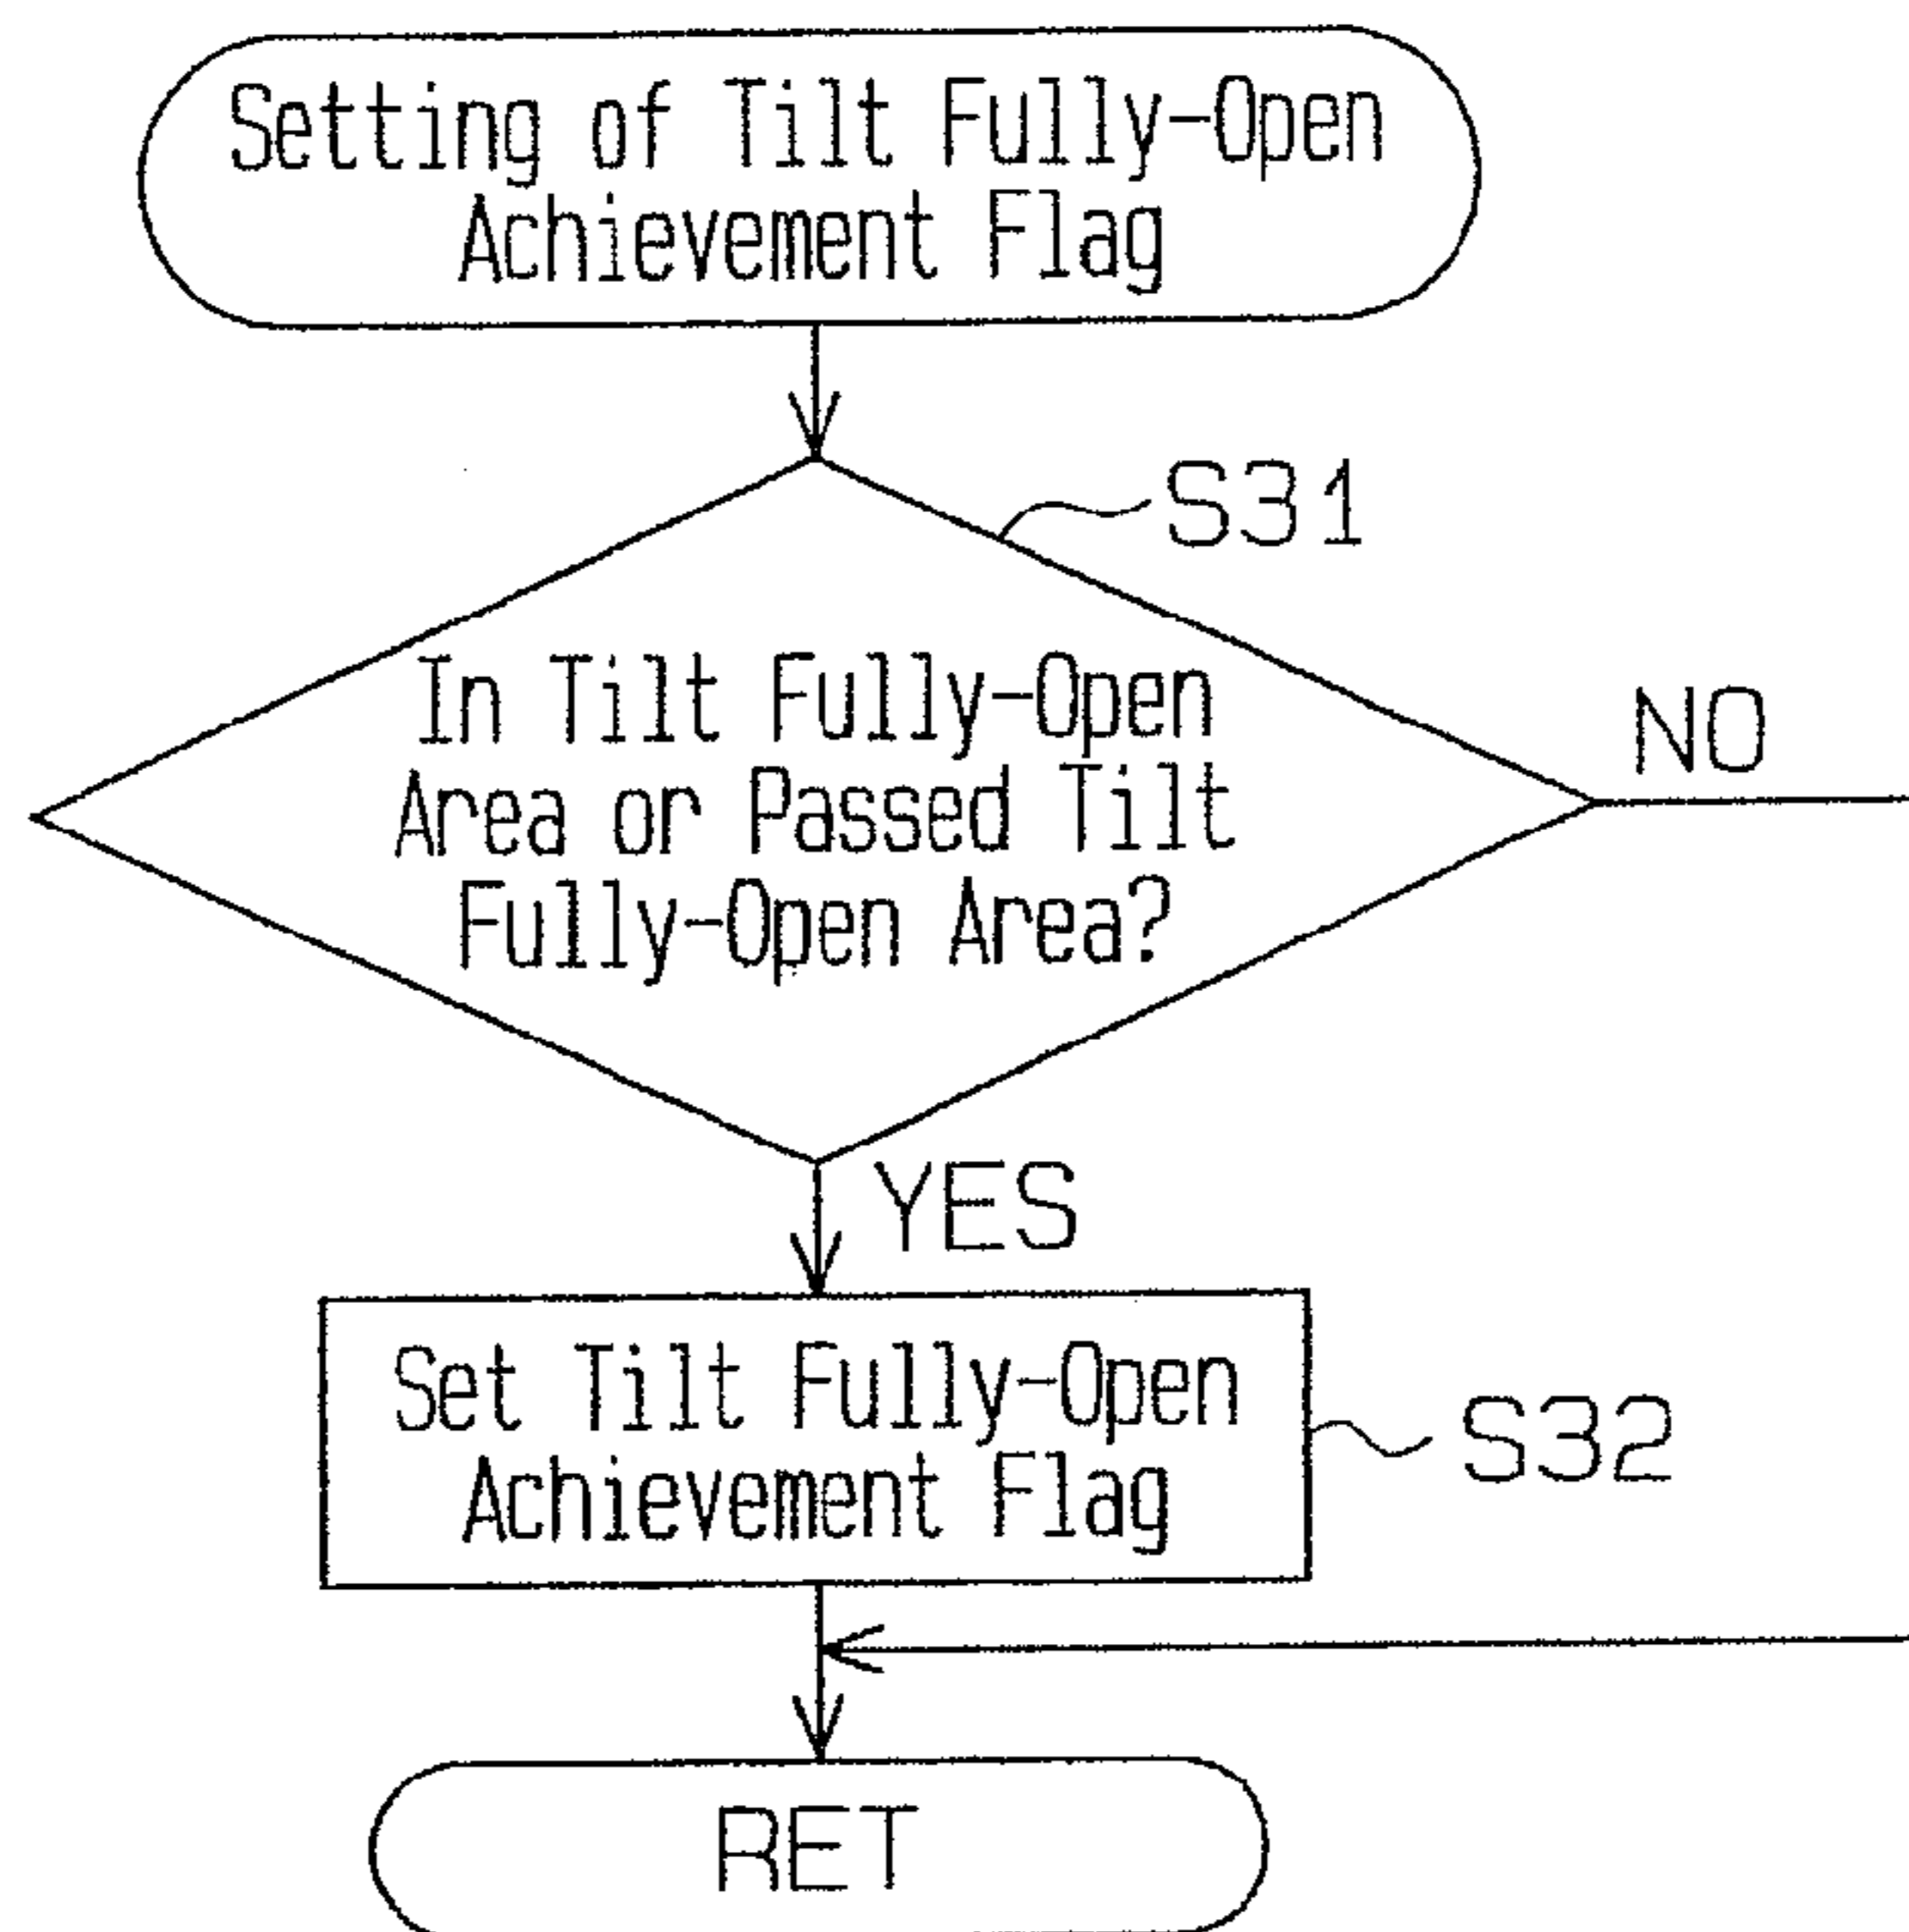 Setting of Tilt Fully-Open
Achievement Flag
S31
In Tilt Fully-Open
Area or Passed Tilt
Fully-Open Area?
NO
YES
Set Tilt Fully-Open
Achievement Flag
S32
RET